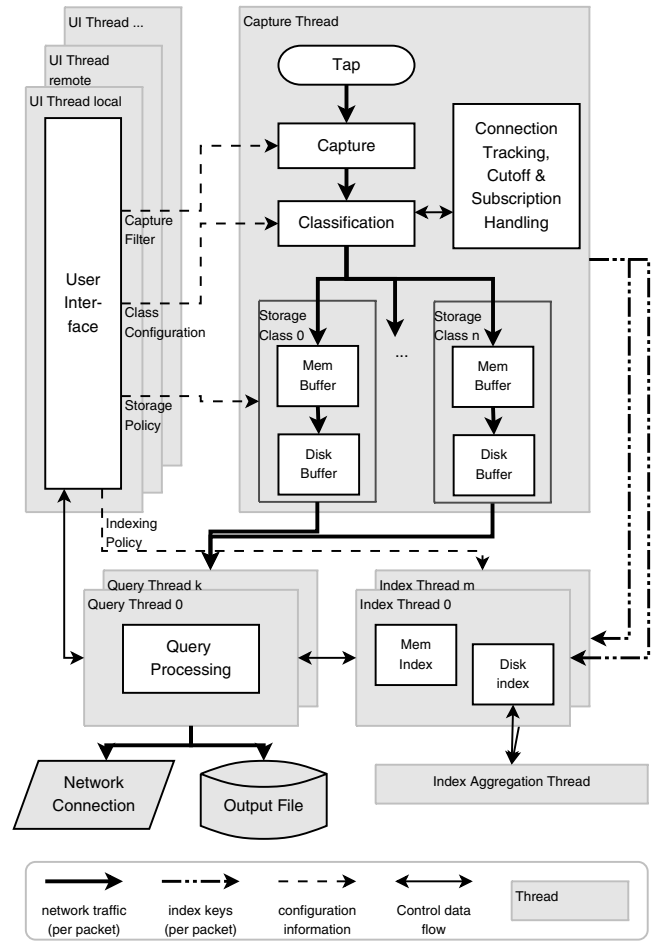 UI Thread ...
UI Thread
remote
UI Thread local
User
Inter-
face
Capture
Filter
Class
Configuration
Storage
Policy
Indexing
Policy
Capture Thread
Tap
Capture
Classification
Connection
Tracking,
Cutoff &
Subscription
Handling
Storage
Class 0
Mem
Buffer
Disk
Buffer
...
Storage
Class n
Mem
Buffer
Disk
Buffer
Query Thread k
Query Thread 0
Query
Processing
Index Thread m
Index Thread 0
Mem
Index
Disk
index
Network
Connection
Output File
Index Aggregation Thread
network traffic
(per packet)
index keys
(per packet)
configuration
information
Control data
flow
Thread